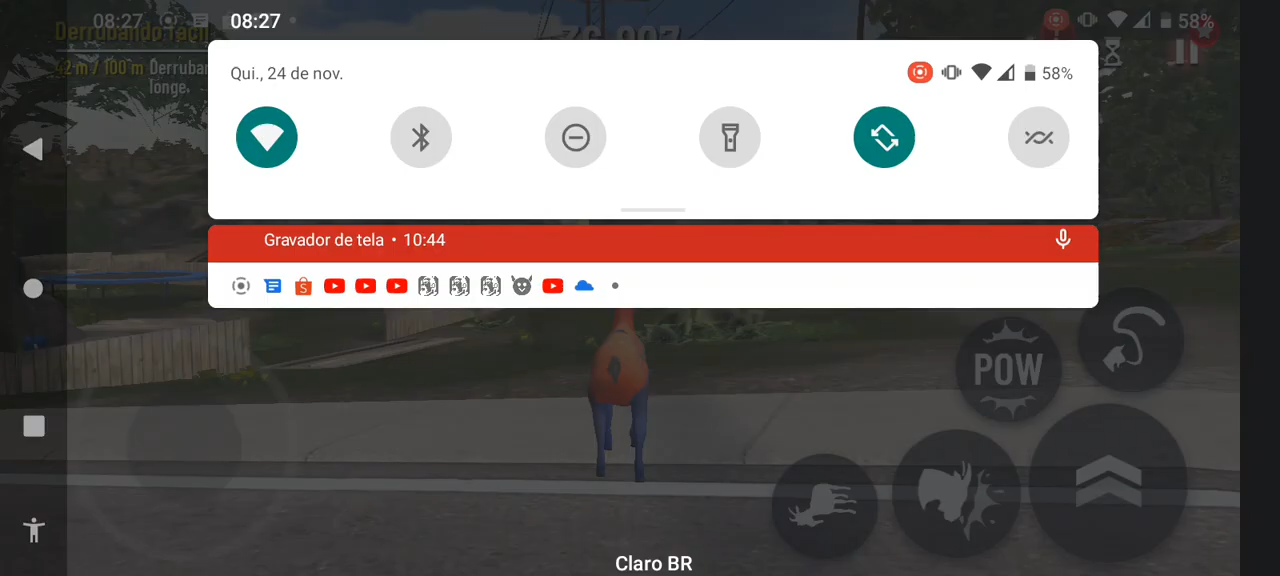 08:27
08:27
58%
Derrubando fácil
42 m / 100 m Derrubar
longe.
Qui., 24 de nov.
58%
Gravador de tela • 10:44
POW
Claro BR